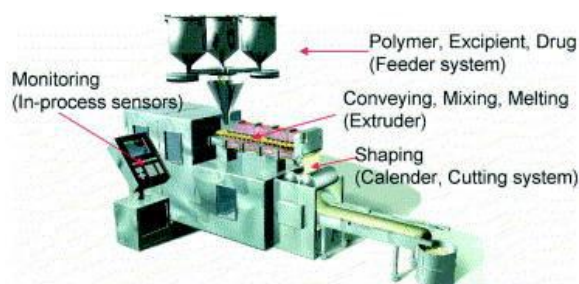 Polymer, Excipient, Drug
(Feeder system)
Monitoring
(In-process sensors)
Conveying, Mixing, Melting
(Extruder)
Shaping
(Calender, Cutting system)